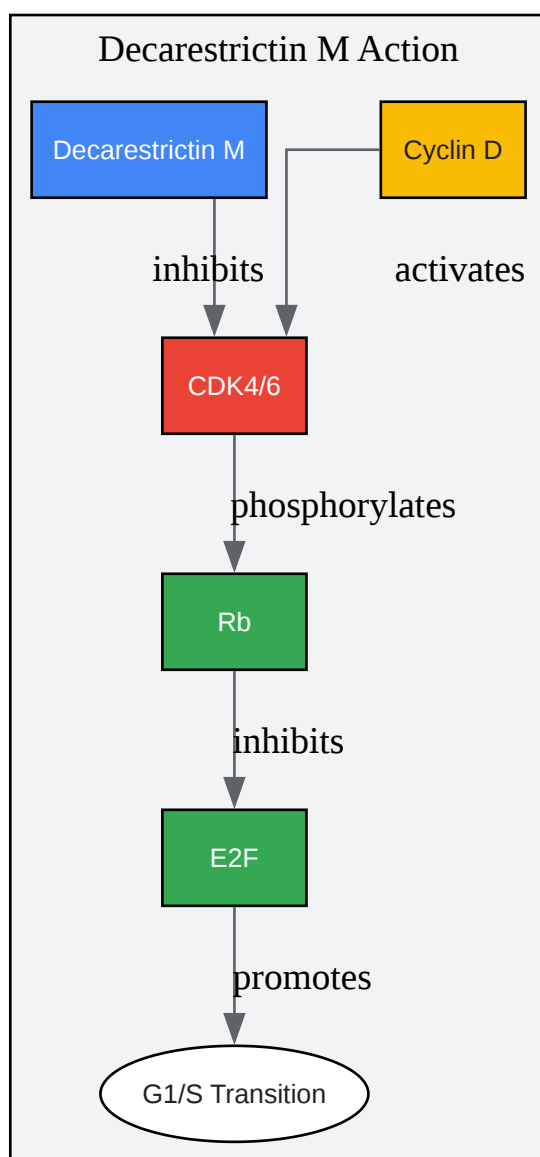 Decarestrictin M Action
Decarestrictin M
Cyclin D
inhibits
activates
CDK4/6
phosphorylates
Rb
inhibits
E2F
promotes
G1/S Transition